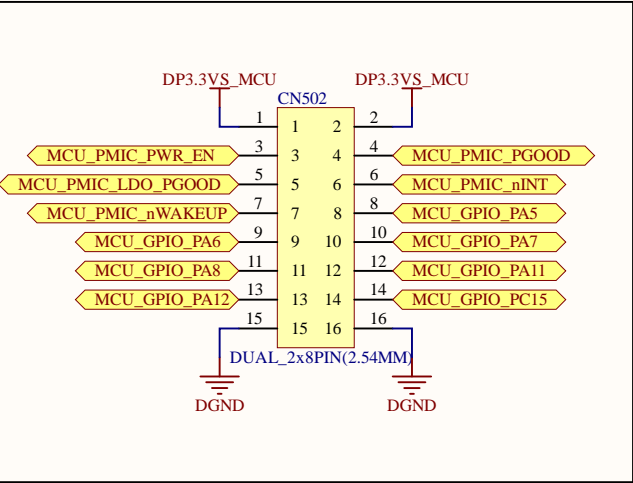 DP3.3VS_MCU DP3.3VS_MCU
CN502
1 1 2 2
MCU_PMIC_PWR_EN 3 3 4 4 MCU_PMIC_PGOOD
MCU_PMIC_LDO_PGOOD 5 5 6 6 MCU_PMIC_nINT
MCU_PMIC_nWAKEUP 7 7 8 8 MCU_GPIO_PA5
MCU_GPIO_PA6 9 9 10 10 MCU_GPIO_PA7
MCU_GPIO_PA8 11 11 12 12 MCU_GPIO_PA11
MCU_GPIO_PA12 13 13 14 14 MCU_GPIO_PC15
15 15 16 16
DUAL_2x8PIN(2.54MM)
DGND DGND